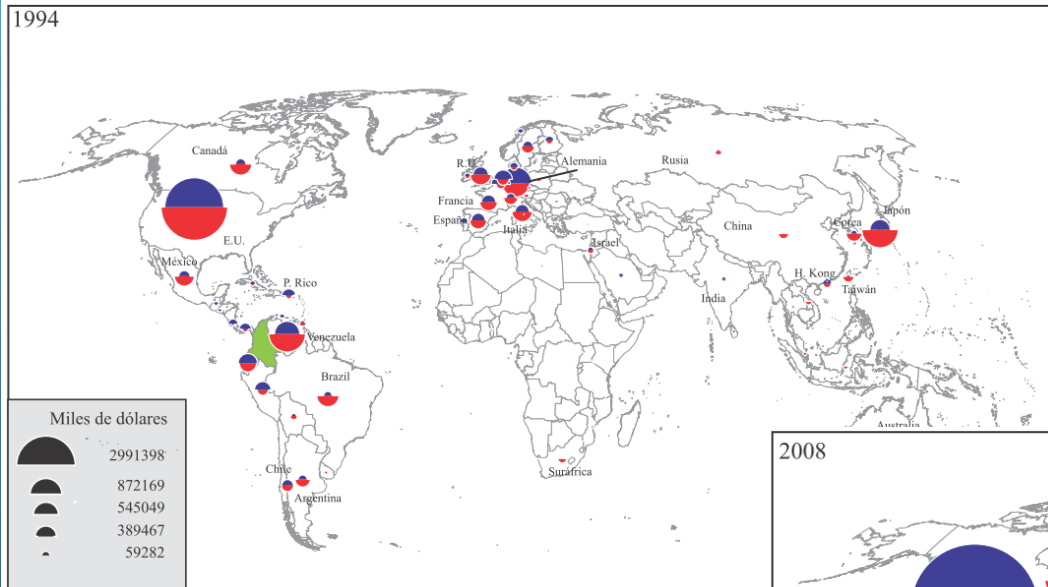 1994
Canadá
R.U.
Alemania
Rusia
Francia
España
Italia
China
Corea
Japón
E.U.
México
P. Rico
Israel
India
H. Kong
Taiwán
Venezuela
Brazil
Chile
Argentina
Suráfrica
Australia
Miles de dólares
2991398
872169
545049
389467
59282
2008